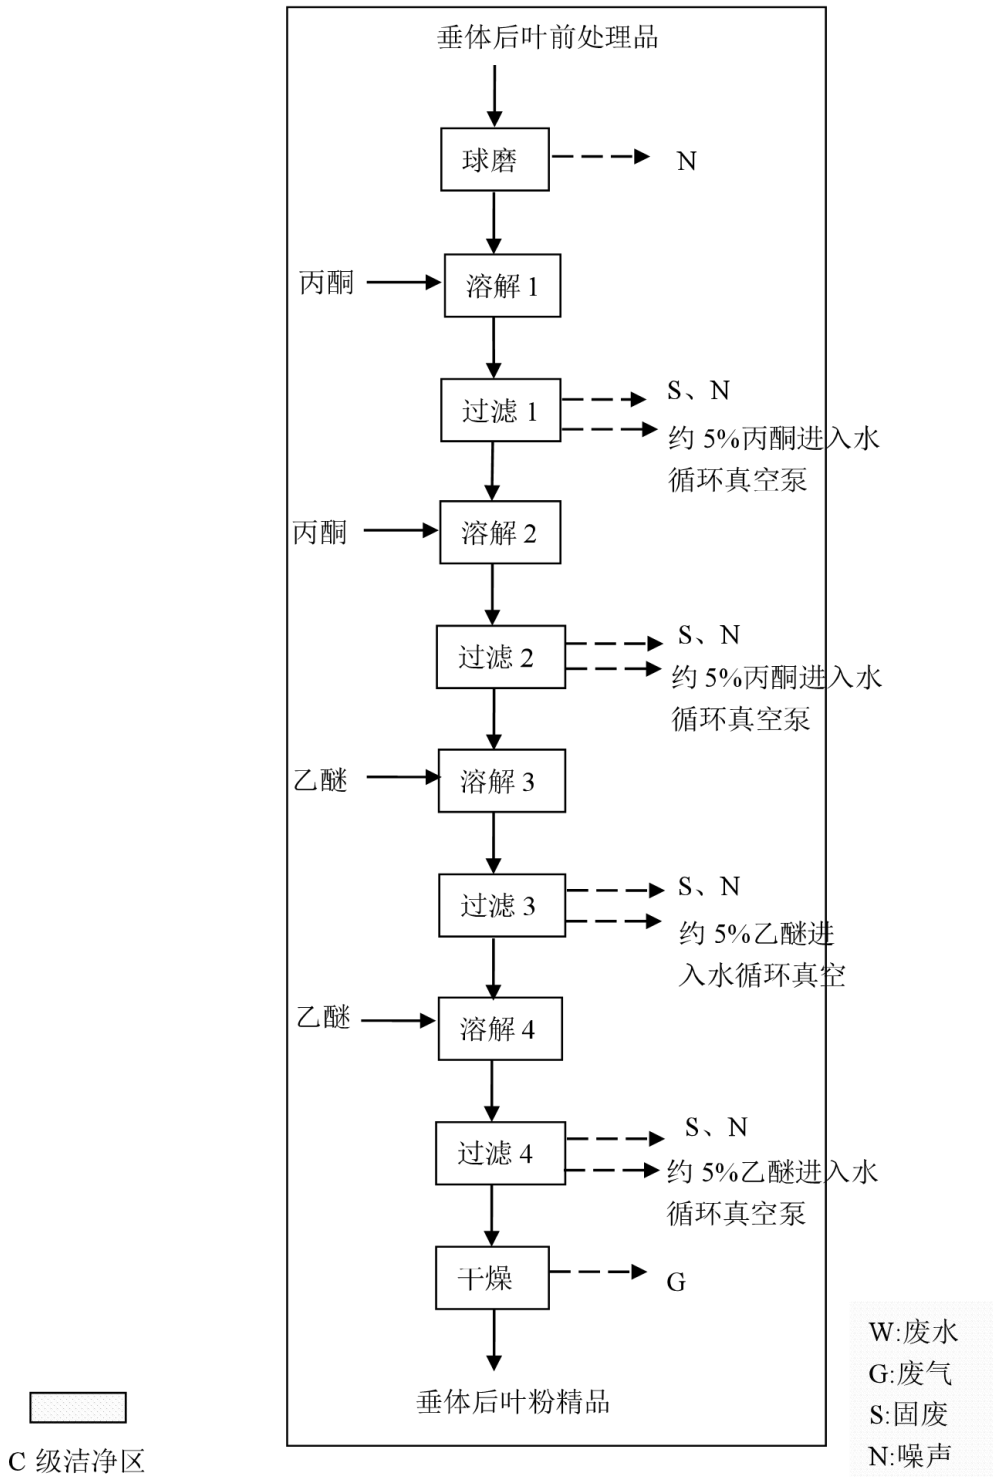 垂体后叶前处理品
球磨
N
丙酮
溶解 1
过滤 1
S、N
约 5%丙酮进入水
循环真空泵
丙酮
溶解 2
过滤 2
S、N
约 5%丙酮进入水
循环真空泵
乙醚
溶解 3
过滤 3
S、N
约 5%乙醚进
入水循环真空
乙醚
溶解 4
过滤 4
S、N
约 5%乙醚进入水
循环真空泵
干燥
G
垂体后叶粉精品
C 级洁净区
W:废水
G:废气
S:固废
N:噪声